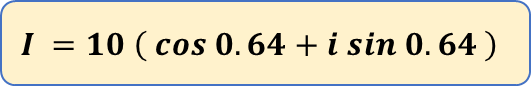 I = 10 ( cos 0.64 + i sin 0.64 )